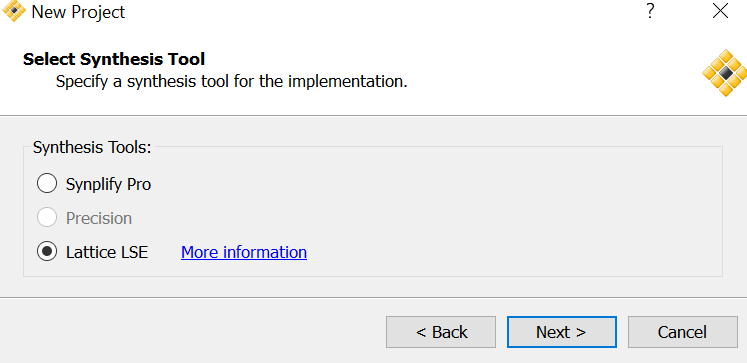 New Project
?
Select Synthesis Tool
Specify a synthesis tool for the implementation.
Synthesis Tools:
Synplify Pro
Precision
Lattice LSE More information
< Back Next > Cancel